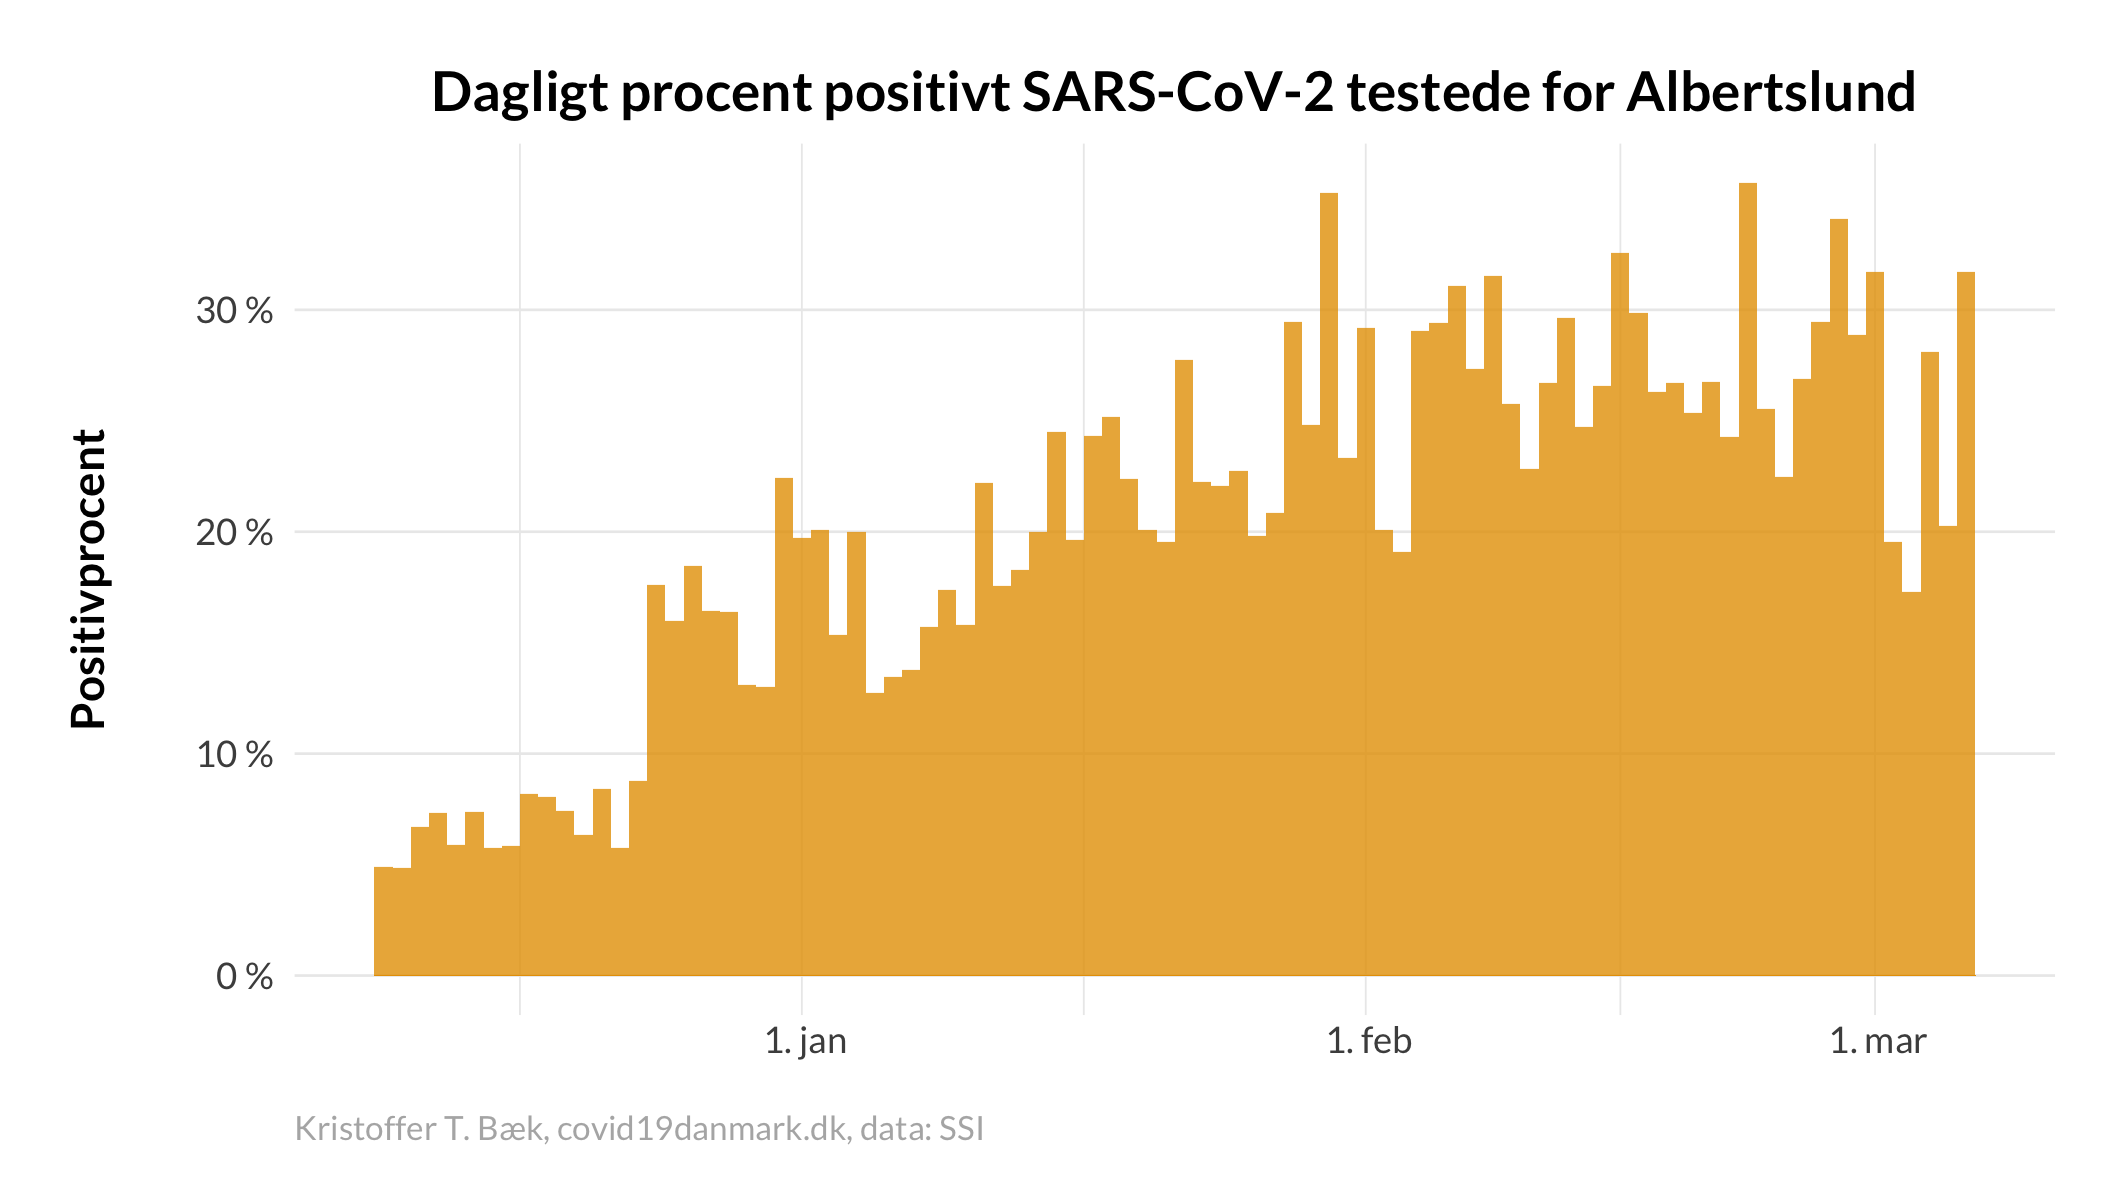 Dagligt procent positivt SARS-CoV-2 testede for Albertslund
Positivprocent
30 %
20 %
10 %
0 %
1. jan
1. feb
1. mar
Kristoffer T. Bæk, covid19danmark.dk, data: SSI